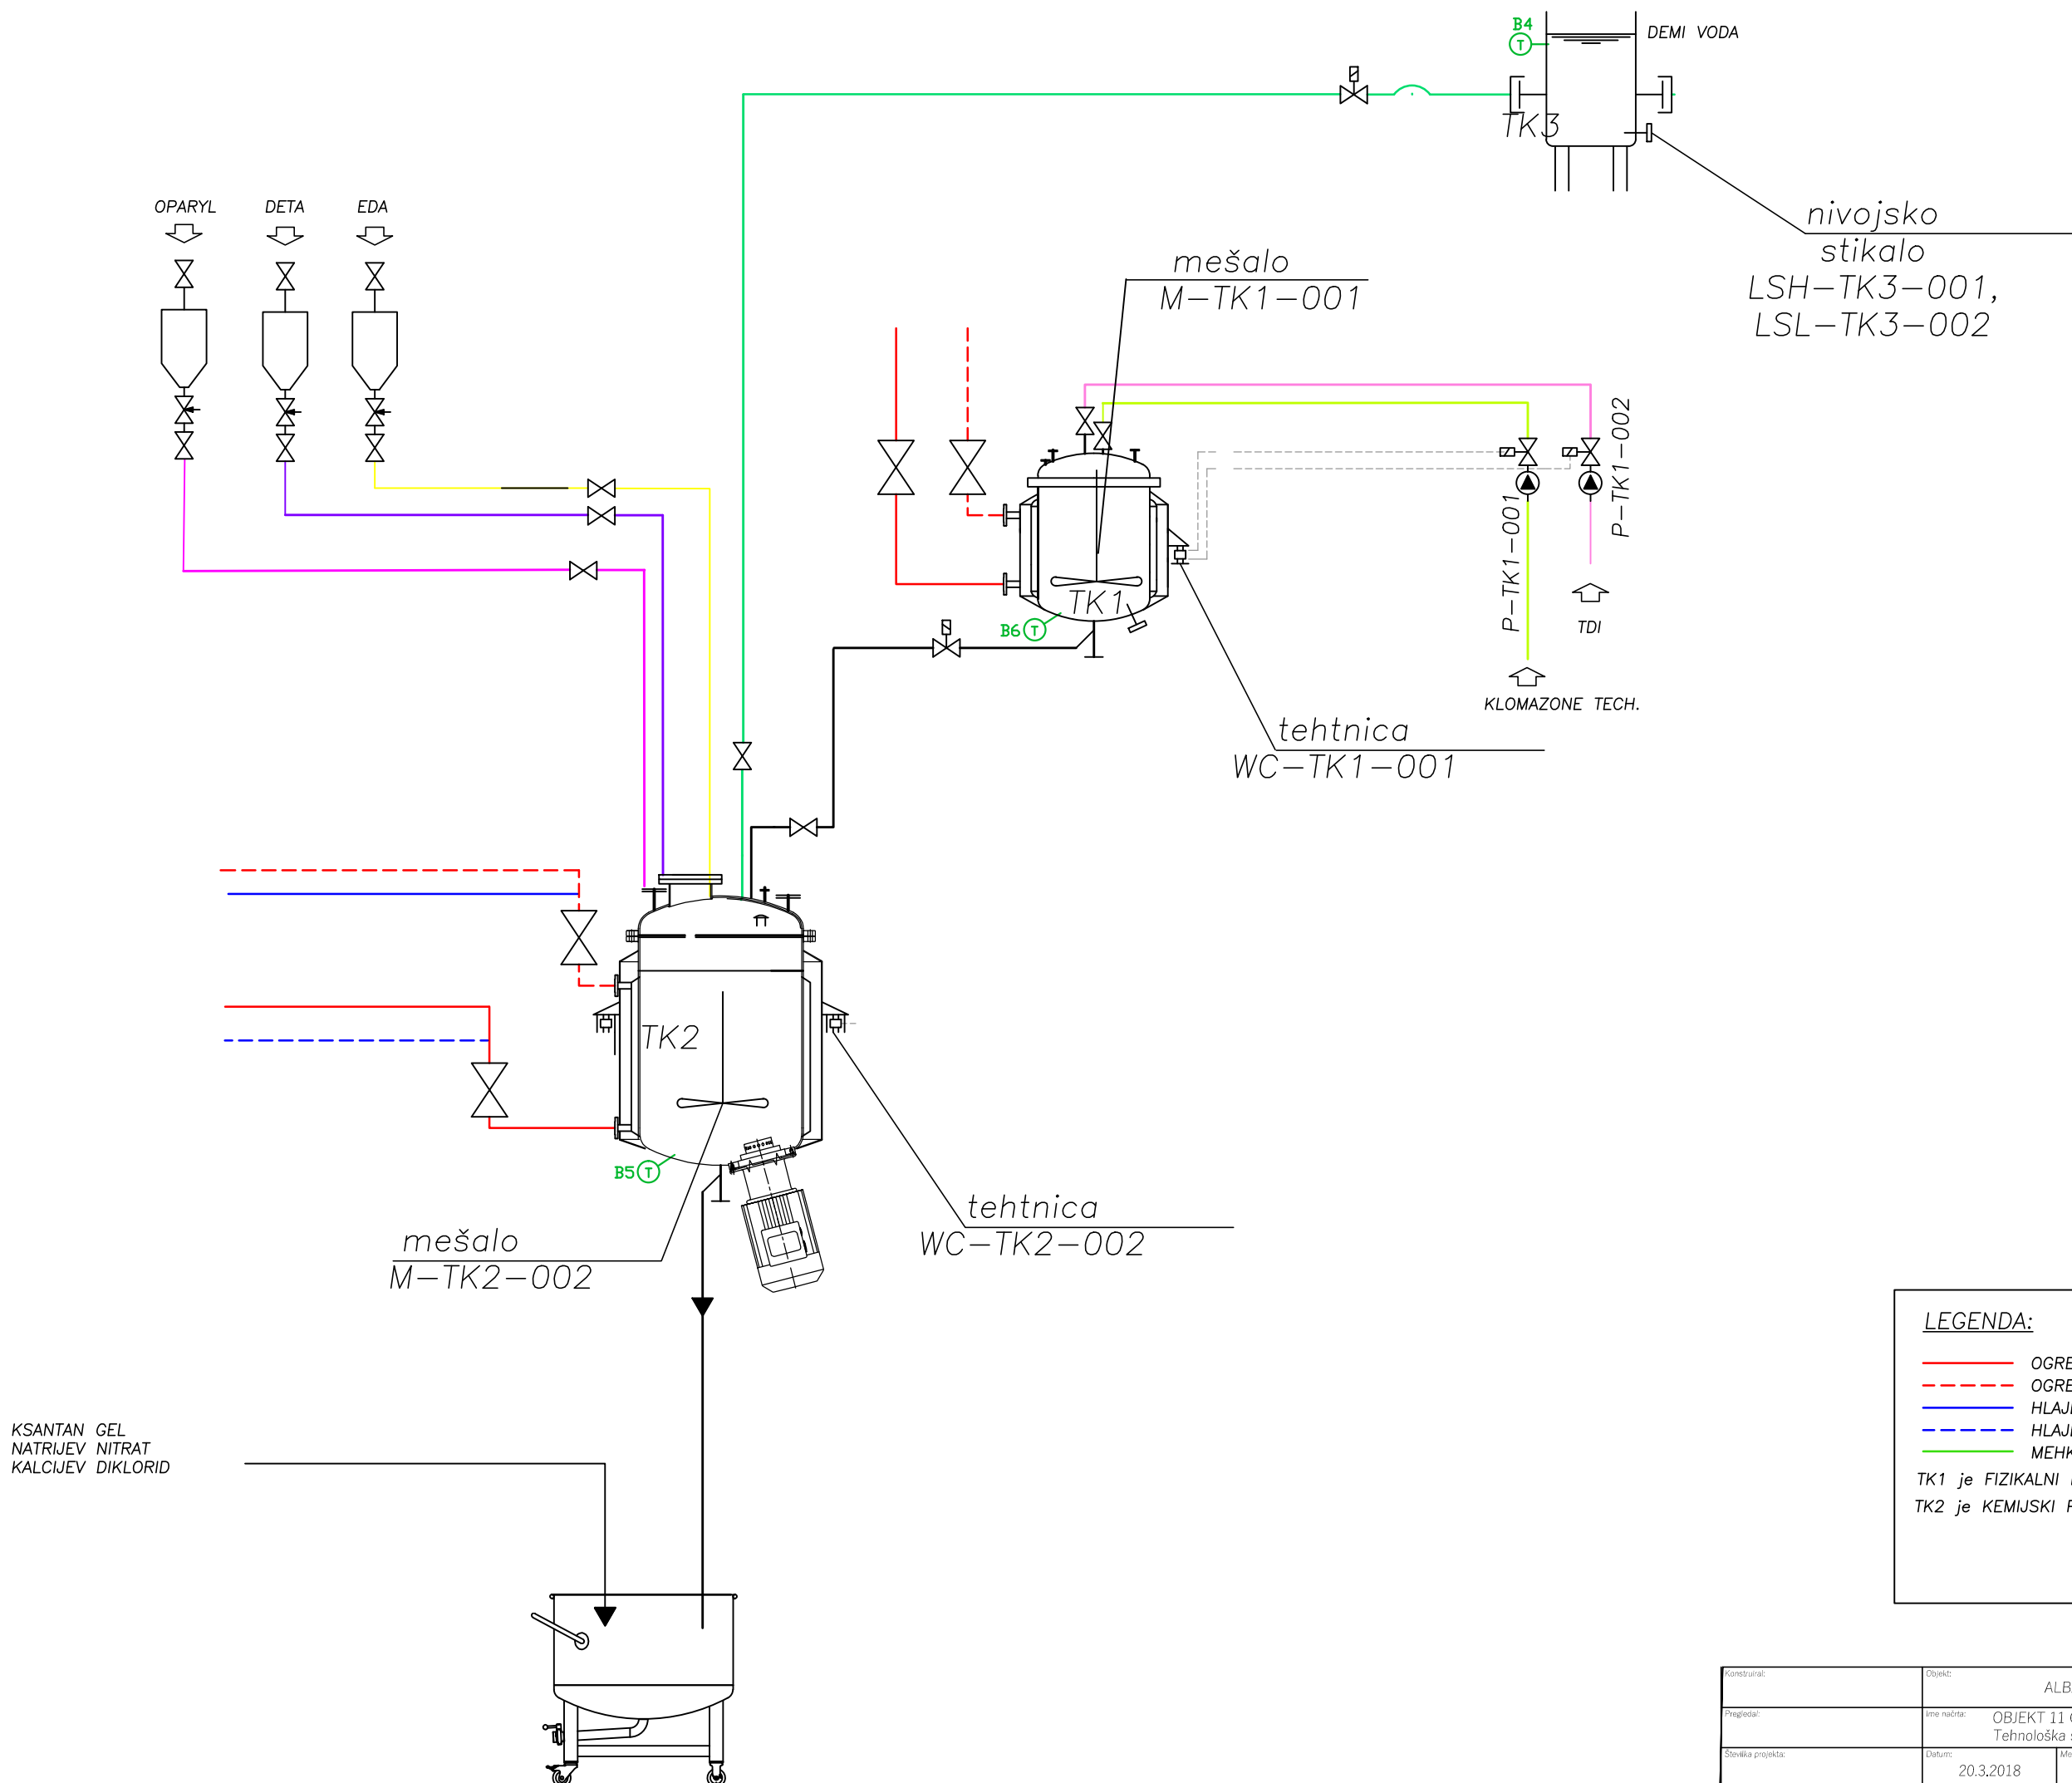 B4
T
DEMI VODA
TK3
nivojsko
stikalo
LSH-TK3-001,
LSL-TK3-002
OPARYL
DETA
EDA
mešalo
M-TK1-001
P-TK1-002
P-TK1-001
TK1
B6
T
TDI
KLOMAZONE TECH.
tehtnica
WC-TK1-001
TK2
B5
T
mešalo
M-TK2-002
tehtnica
WC-TK2-002
KSANTAN GEL
NATRIJEV NITRAT
KALCIJEV DIKLORID
LEGENDA:
TK1 je FIZIKALNI
TK2 je KEMIJSKI
Konstruiral:
Objekt:
Pregledal:
Ime načrta:
OBJEKT 11
Tehnološka
Številka projekta:
Datum:
20.3.2018